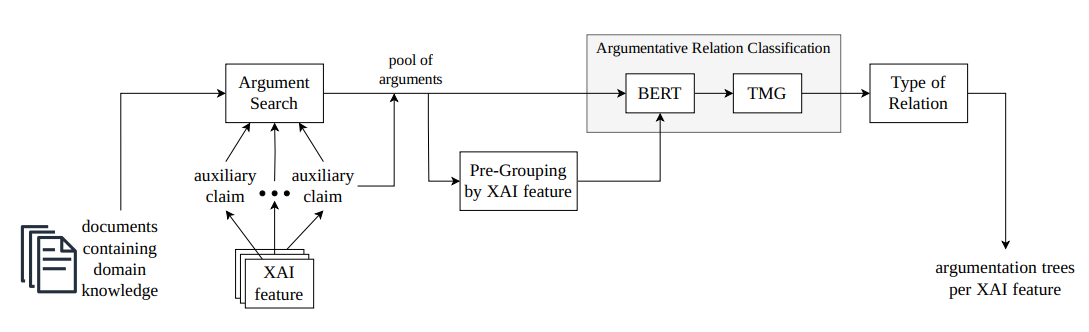 documents
containing
domain
knowledge
Argument
Search
auxiliary
claim
auxiliary
claim
XAI
feature
pool of
arguments
Pre-Grouping
by XAI feature
Argumentative Relation Classification
BERT
TMG
Type of
Relation
argumentation trees
per XAI feature